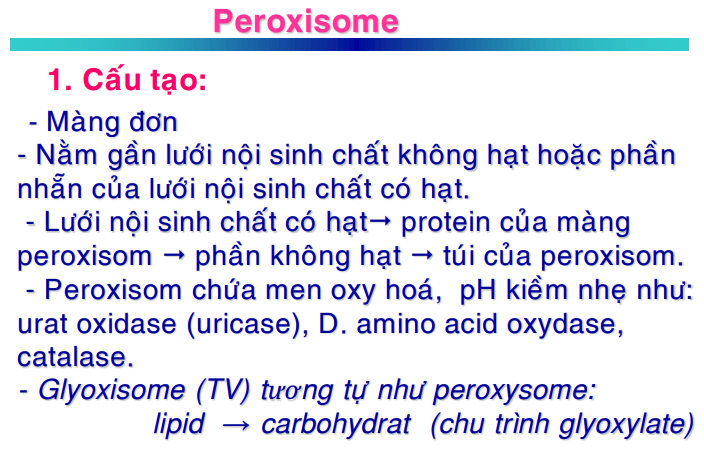 Peroxisome
1. Cấu tạo:
- Màng đơn
- Nằm gần lưới nội sinh chất không hạt hoặc phần
nhẵn của lưới nội sinh chất có hạt.
- Lưới nội sinh chất có hạt→ protein của màng
peroxisom → phần không hạt → túi của peroxisom.
- Peroxisom chứa men oxy hoá, pH kiềm nhẹ như:
urat oxidase (uricase), D. amino acid oxydase,
catalase.
- Glyoxisome (TV) tương tự như peroxysome:
lipid → carbohydrat (chu trình glyoxylate)